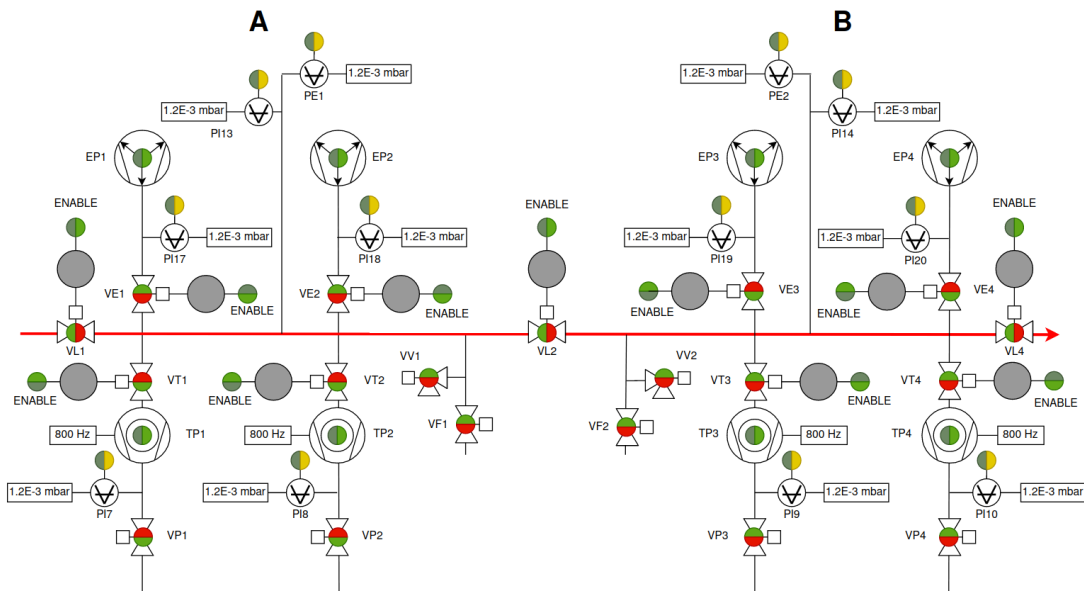 A
B
PE1
1.2E-3 mbar
1.2E-3 mbar
PE2
1.2E-3 mbar
PI13
PI14
1.2E-3 mbar
EP1
EP2
EP3
EP4
ENABLE
ENABLE
ENABLE
PI17
1.2E-3 mbar
PI18
1.2E-3 mbar
1.2E-3 mbar
PI19
1.2E-3 mbar
PI20
VE1
ENABLE
VE2
ENABLE
ENABLE
VE3
ENABLE
VE4
VL1
VL2
VL4
VV1
VV2
ENABLE
VT1
ENABLE
VT2
VT3
ENABLE
VT4
ENABLE
VF1
VF2
800 Hz
TP1
800 Hz
TP2
TP3
800 Hz
TP4
800 Hz
1.2E-3 mbar
PI7
1.2E-3 mbar
PI8
PI9
1.2E-3 mbar
PI10
1.2E-3 mbar
VP1
VP2
VP3
VP4